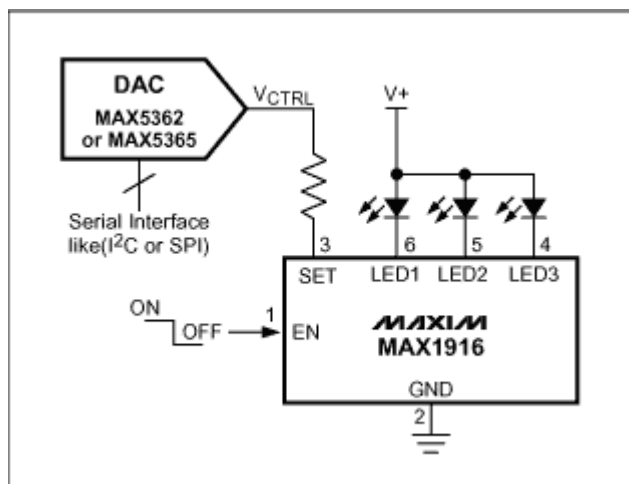 DAC
MAX5362
or MAX5365
VCTRL
V+
Serial Interface
like(I²C or SPI)
3
6
5
4
SET
LED1
LED2
LED3
ON
OFF
1
EN
MAXIM
MAX1916
GND
2